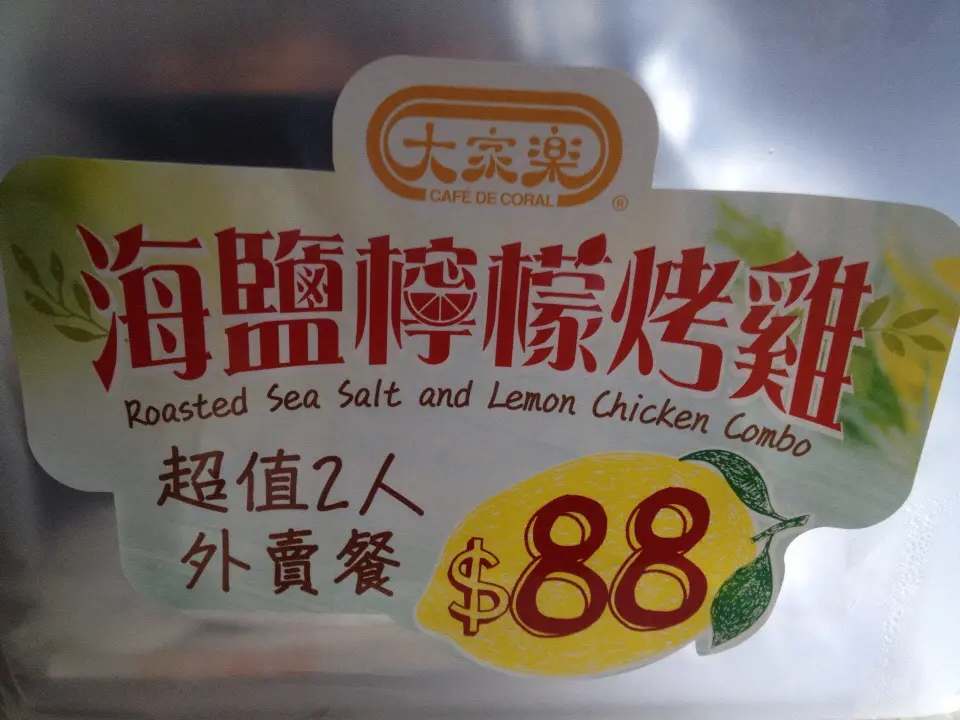 大家樂
CAFÉ DE CORAL ®
海鹽檸檬烤雞
Roasted Sea Salt and Lemon Chicken Combo
超值2人
外賣餐
$88